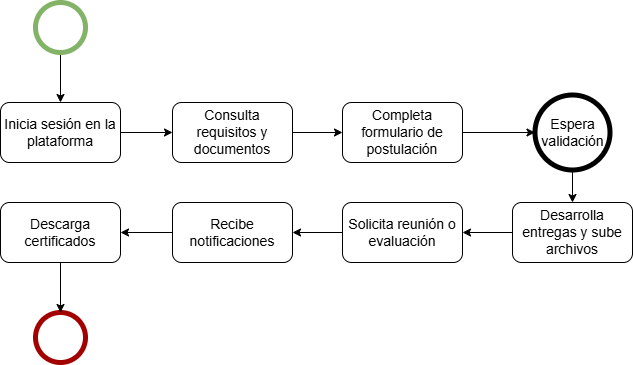 Inicia sesión en la
plataforma
Consulta
requisitos y
documentos
Completa
formulario de
postulación
Espera
validación
Desarrolla
entregas y sube
archivos
Solicita reunión o
evaluación
Recibe
notificaciones
Descarga
certificados